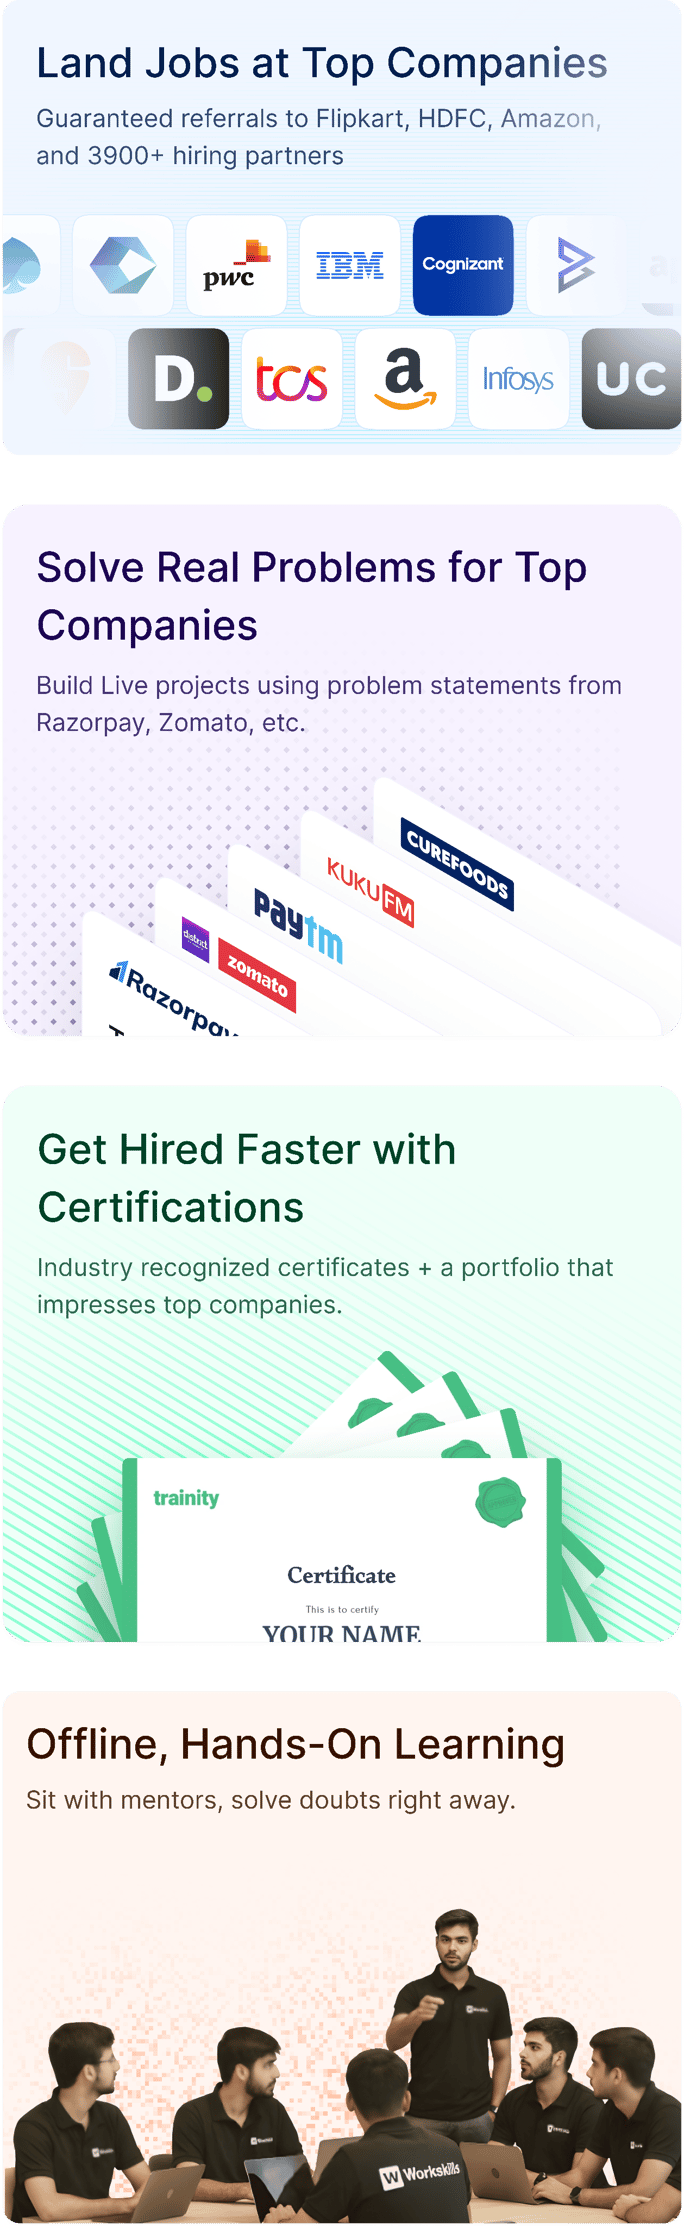 Land Jobs at Top Companies
Guaranteed referrals to Flipkart, HDFC, Amazon,
and 3900+ hiring partners
pwc
IBM
Cognizant
a
D.
tcs
a
Infosys
UC
Solve Real Problems for Top
Companies
Build Live projects using problem statements from
Razorpay, Zomato, etc.
CUREFOODS
KUKU FM
paytm
district
zomato
Razorpay
Get Hired Faster with
Certifications
Industry recognized certificates + a portfolio that
impresses top companies.
trainity
Certificate
This is to certify
YOUR NAME
Offline, Hands-On Learning
Sit with mentors, solve doubts right away.
W Workskills